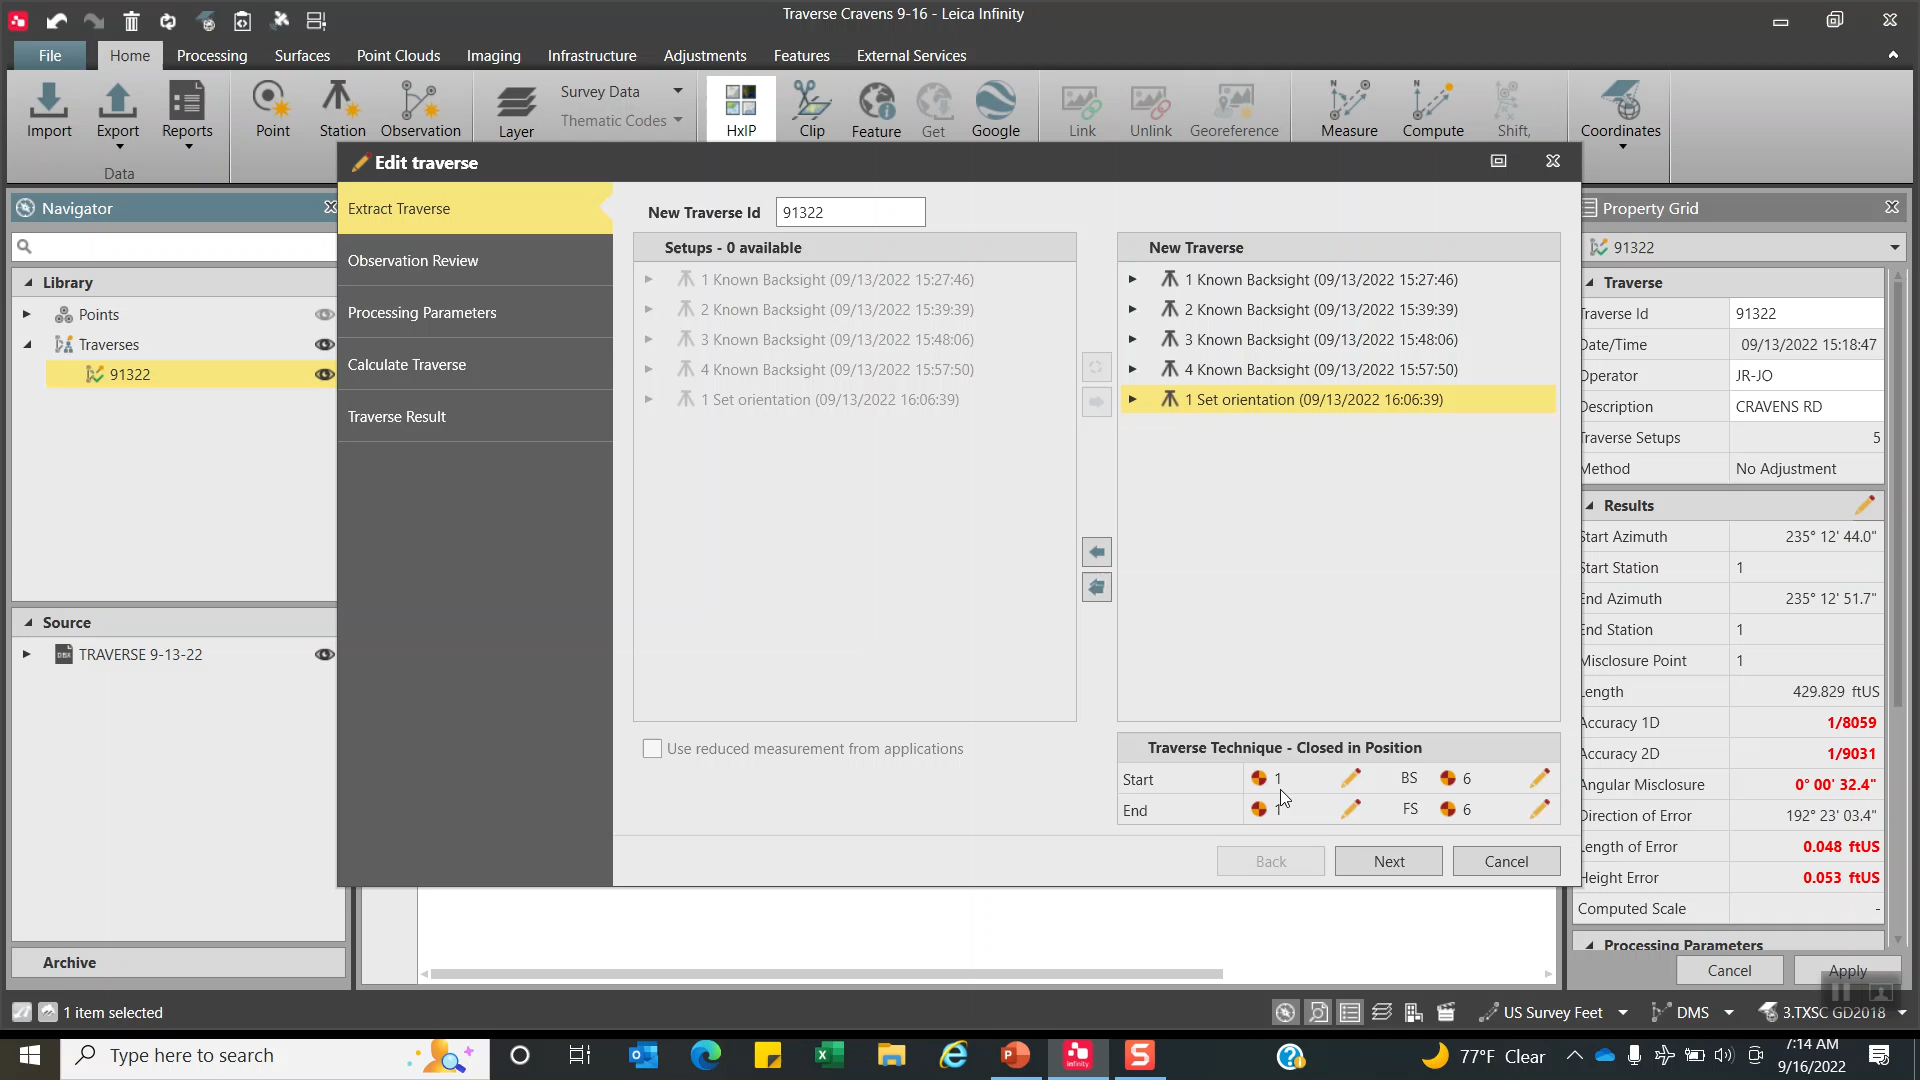 Traverse Cravens 9-16 - Leica Infinity
File Home Processing Surfaces Point Clouds Imaging Infrastructure Adjustments Features External Services
Import Export Reports
Data
Point Station Observation
Layer
Survey Data
Thematic Codes
HxIP Clip Feature Get Google
Link Unlink Georeference
Measure Compute Shift,
Coordinates
Navigator
Library
Points
Traverses
91322
Source
DBX TRAVERSE 9-13-22
Archive
Edit traverse
Extract Traverse
Observation Review
Processing Parameters
Calculate Traverse
Traverse Result
New Traverse Id 91322
Setups - 0 available
1 Known Backsight (09/13/2022 15:27:46)
2 Known Backsight (09/13/2022 15:39:39)
3 Known Backsight (09/13/2022 15:48:06)
4 Known Backsight (09/13/2022 15:57:50)
1 Set orientation (09/13/2022 16:06:39)
Use reduced measurement from applications
New Traverse
1 Known Backsight (09/13/2022 15:27:46)
2 Known Backsight (09/13/2022 15:39:39)
3 Known Backsight (09/13/2022 15:48:06)
4 Known Backsight (09/13/2022 15:57:50)
1 Set orientation (09/13/2022 16:06:39)
Traverse Technique - Closed in Position
Start 1 BS 6
End 1 FS 6
Back Next Cancel
Property Grid
91322
Traverse
Traverse Id 91322
Date/Time 09/13/2022 15:18:47
Operator JR-JO
Description CRAVENS RD
Traverse Setups 5
Method No Adjustment
Results
Start Azimuth 235° 12' 44.0"
Start Station 1
End Azimuth 235° 12' 51.7"
End Station 1
Misclosure Point 1
Length 429.829 ftUS
Accuracy 1D 1/8059
Accuracy 2D 1/9031
Angular Misclosure 0° 00' 32.4"
Direction of Error 192° 23' 03.4"
Length of Error 0.048 ftUS
Height Error 0.053 ftUS
Computed Scale -
Processing Parameters
Cancel Apply
1 item selected
US Survey Feet DMS 3.TXSC GD2018
Type here to search
Infinity
77°F Clear
7:14 AM
9/16/2022